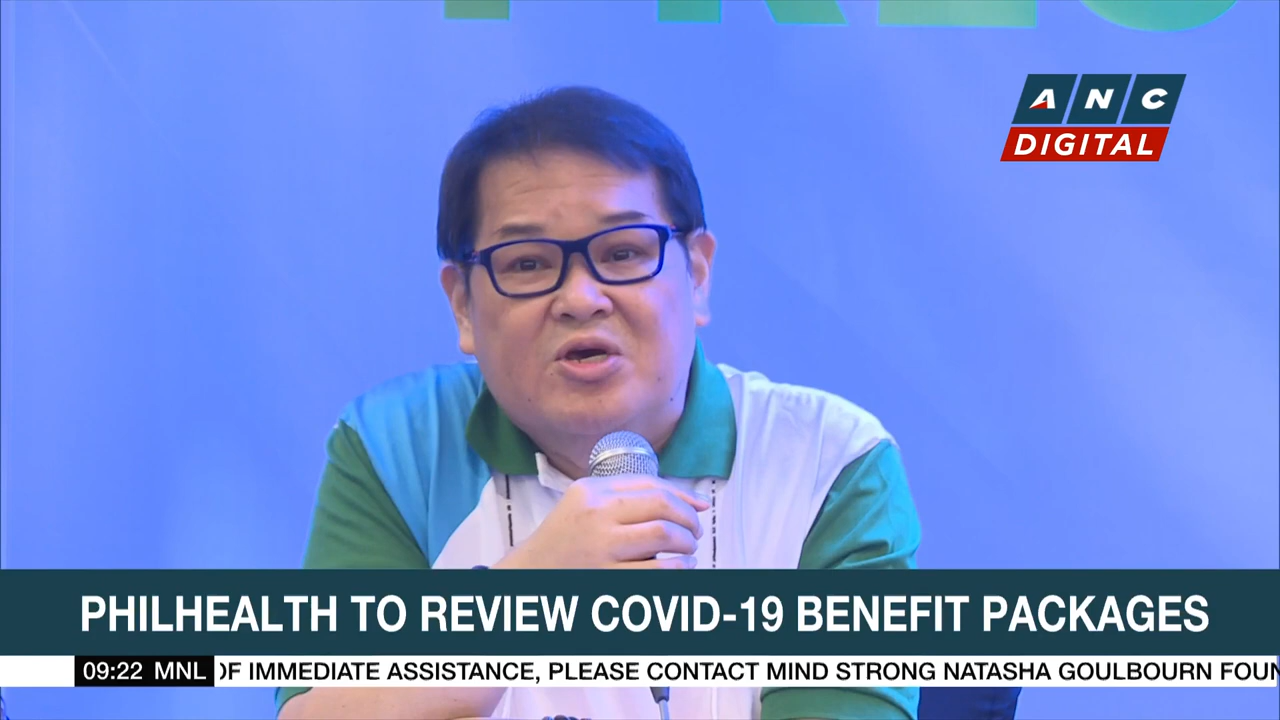 ANC
DIGITAL
PHILHEALTH TO REVIEW COVID-19 BENEFIT PACKAGES
09:22 MNL OF IMMEDIATE ASSISTANCE, PLEASE CONTACT MIND STRONG NATASHA GOULBOURN